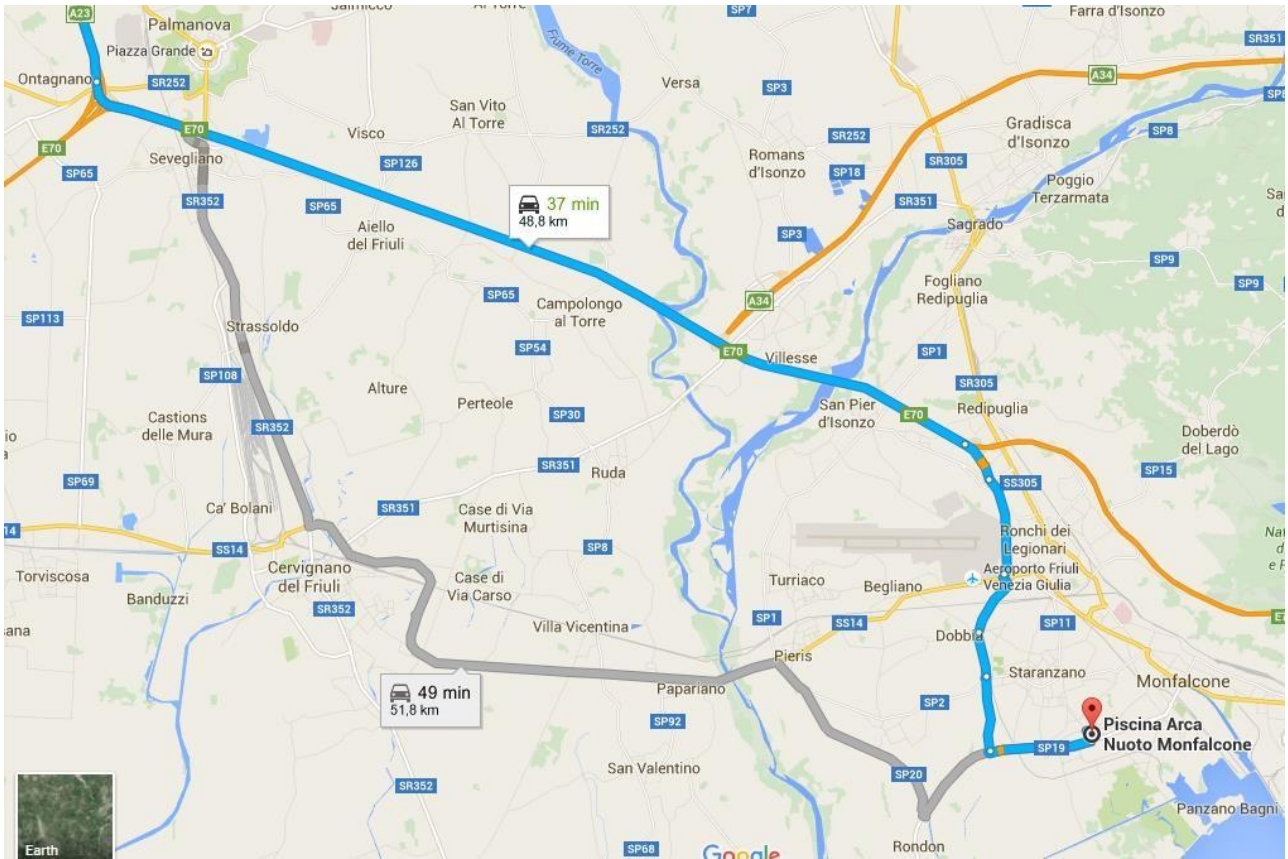 A23
Palmanova
Jalmicco
Al Torre
SP7
Farra d'Isonzo
SR351
Piazza Grande
Fiume Torre
Ontagnano
SR252
Versa
SP3
A34
SP8
San Vito
Al Torre
Visco
SR252
SR252
Gradisca
d'Isonzo
SP8
E70
E70
Sevegliano
SP126
SP65
Romans
d'Isonzo
SP18
SR305
SR351
Poggio
Terzarmata
SR352
SP65
37 min
48,8 km
Aiello
del Friuli
SP3
Sagrado
SP9
SP9
SP65
Campolongo
al Torre
A34
Fogliano
Redipuglia
SP113
Strassoldo
SP54
E70
Villesse
SP1
SP108
Alture
Perteole
SR305
Castions
delle Mura
SP30
San Pier
d'Isonzo
E70
Redipuglia
SR352
Doberdò
del Lago
SP69
SR351
Ruda
SP15
SS305
Ca' Bolani
SR351
Case di Via
Murtisina
Ronchi dei
Legionari
14
SS14
SP8
Cervignano
del Friuli
Torviscosa
Banduzzi
Case di
Via Carso
Turriaco
Begliano
Aeroporto Friuli
Venezia Giulia
SR352
Villa Vicentina
SP1
SS14
SP11
Dobbia
Pieris
Staranzano
Monfalcone
49 min
51,8 km
Papariano
SP2
SP92
Piscina Arca
Nuoto Monfalcone
SP19
San Valentino
SP20
SR352
Panzano Bagni
Earth
SP68
Google
Rondon